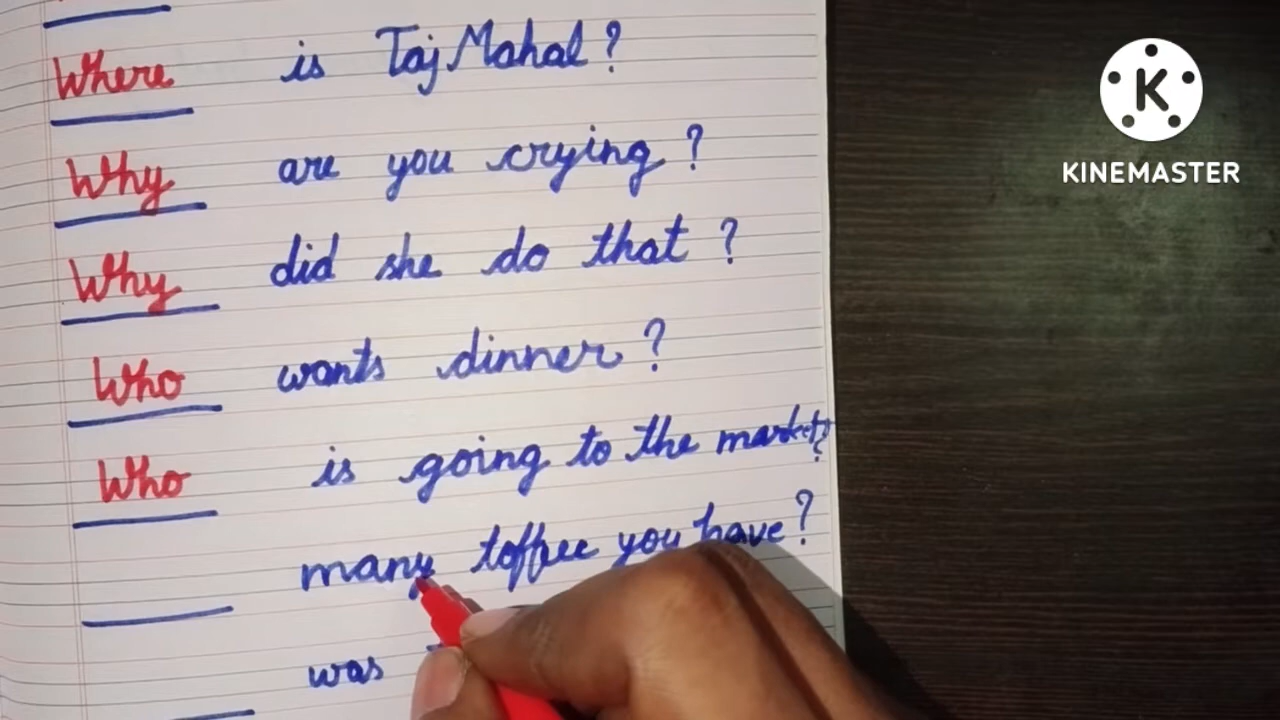 Where is Taj Mahal?
Why are you crying?
Why did she do that?
Who wants dinner?
Who is going to the market?
many toffee you have?
was
K
KINEMASTER